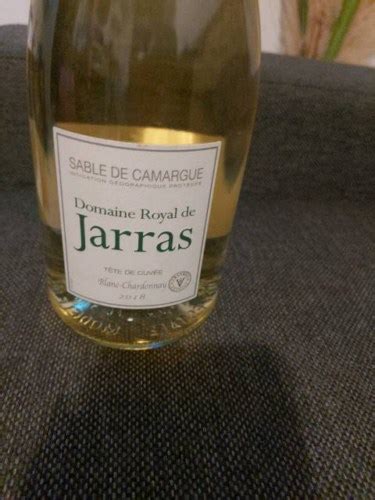 SABLE DE CAMARGUE
INDICATION GÉOGRAPHIQUE PROTÉGÉE
Domaine Royal de
Jarras
TÊTE DE CUVÉE
Blanc-Chardonnay
2018